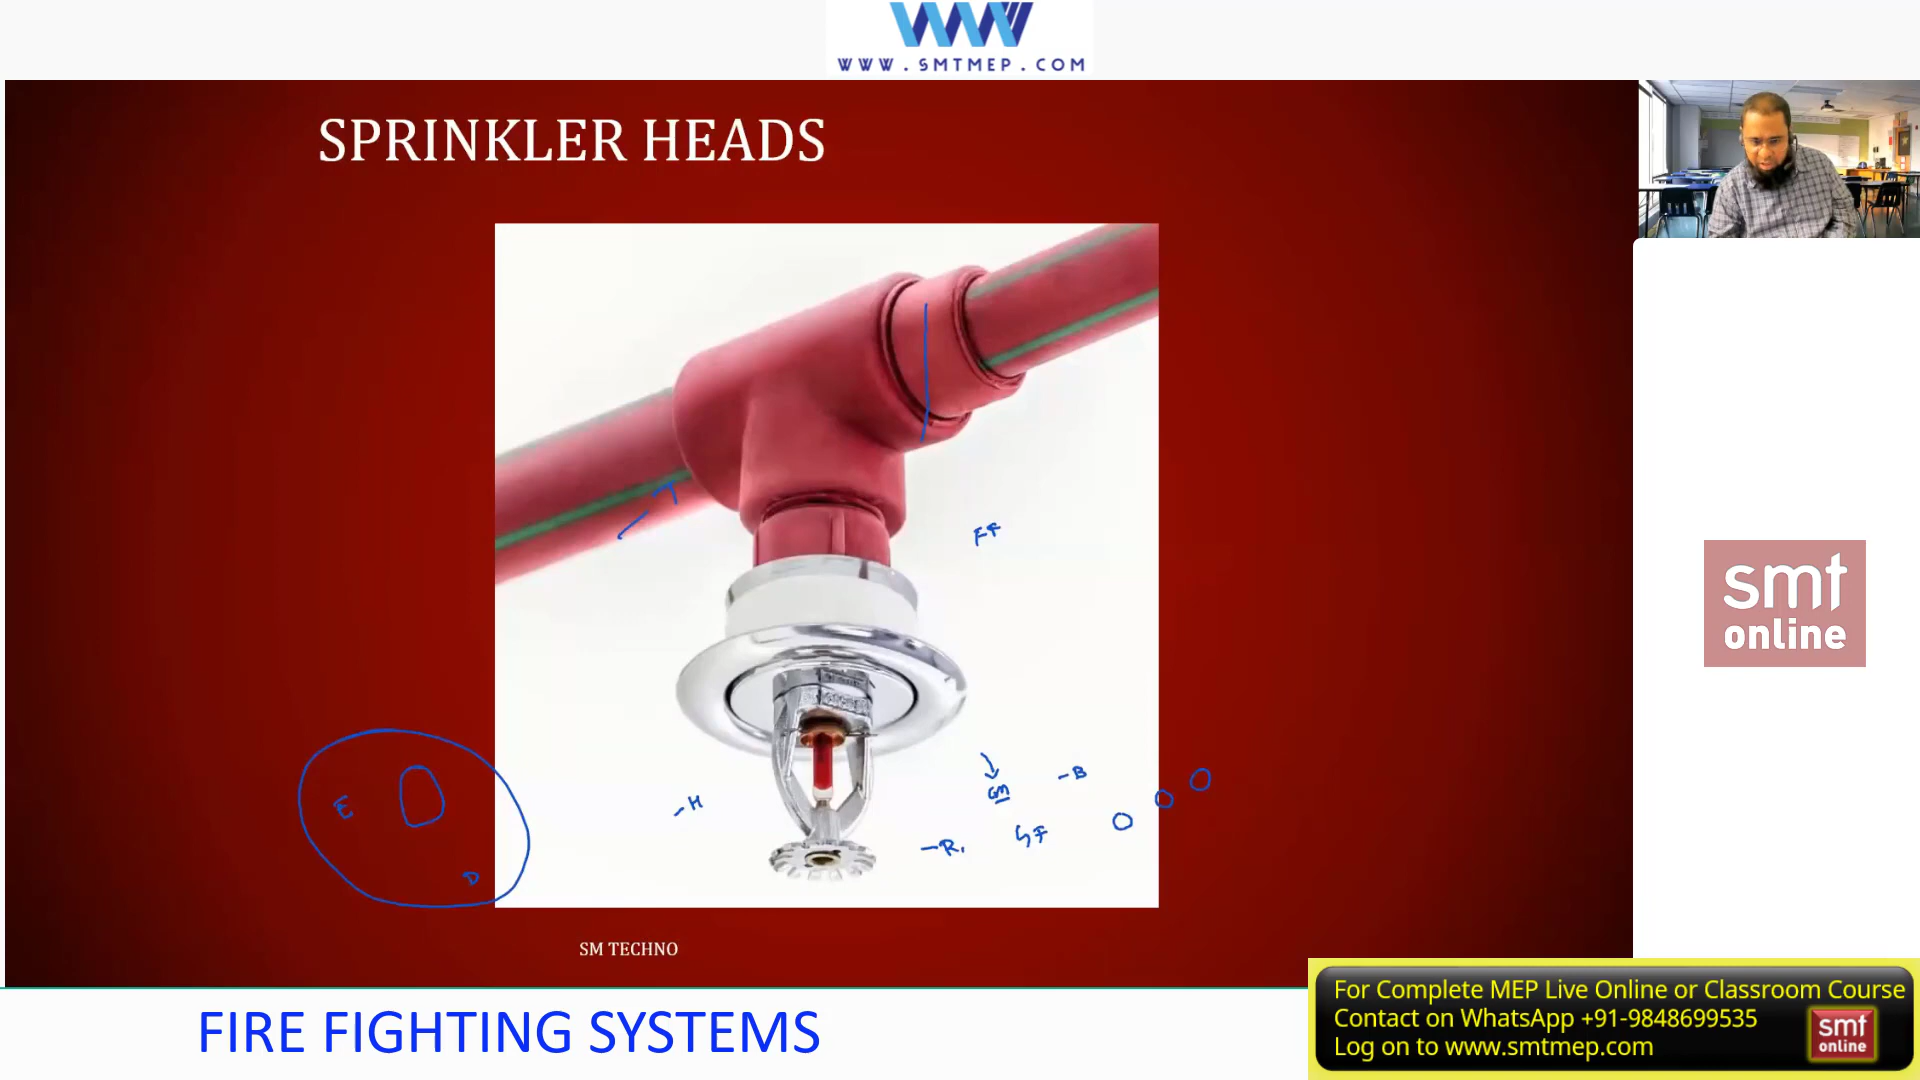 WWW.SMTMEP.COM
SPRINKLER HEADS
FF
- B
GM
- H
SF
- R.
E
D
SM TECHNO
smt
online
FIRE FIGHTING SYSTEMS
For Complete MEP Live Online or Classroom Course
Contact on WhatsApp +91-9848699535
Log on to www.smtmep.com
smt
online